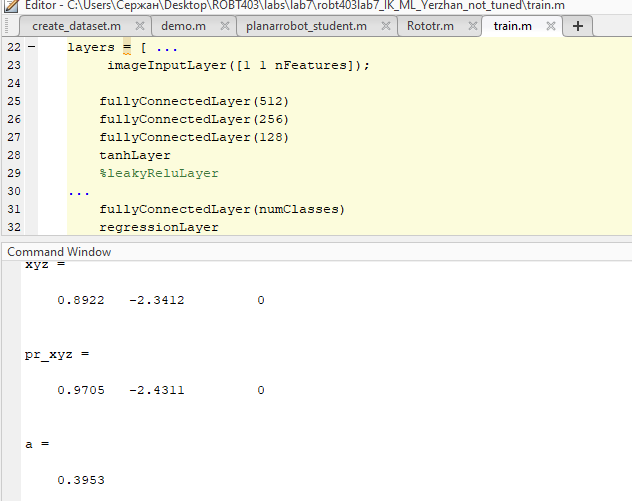 Editor - C:\Users\Сержан\Desktop\ROBT403\labs\lab7\robt403lab7_IK_ML_Yerzhan_not_tuned\train.m
create_dataset.m demo.m planarrobot_student.m Rototr.m train.m
22 layers = [ ...
23 imageInputLayer([1 1 nFeatures]);
24
25 fullyConnectedLayer(512)
26 fullyConnectedLayer(256)
27 fullyConnectedLayer(128)
28 tanhLayer
29 %leakyReluLayer
30 ...
31 fullyConnectedLayer(numClasses)
32 regressionLayer
Command Window
xyz =
0.8922 -2.3412 0
pr_xyz =
0.9705 -2.4311 0
a =
0.3953